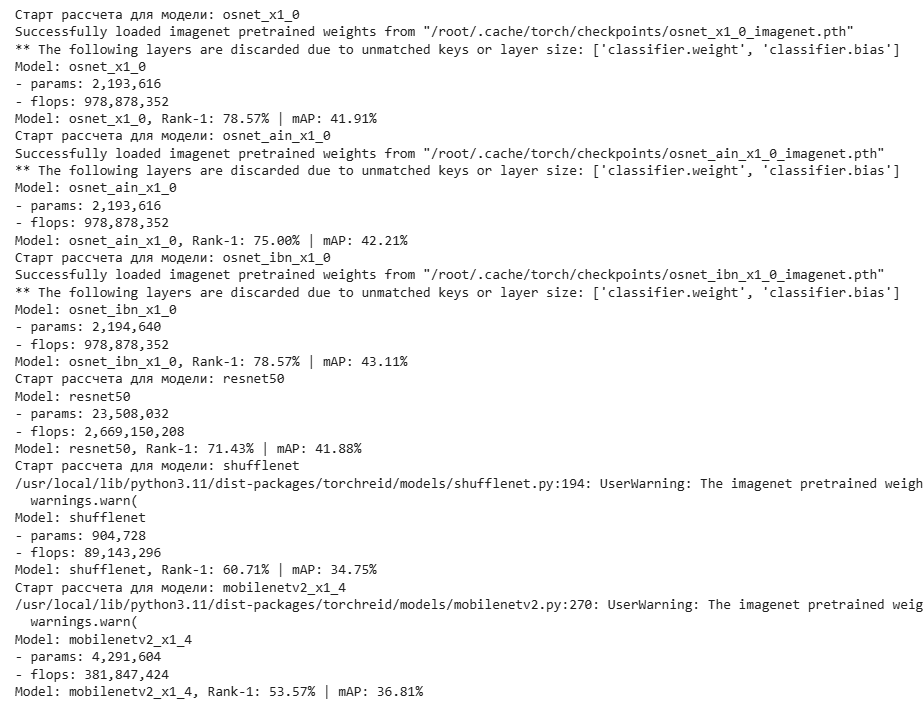 Старт рассчета для модели: osnet_x1_0
Successfully loaded imagenet pretrained weights from "/root/.cache/torch/checkpoints/osnet_x1_0_imagenet.pth"
** The following layers are discarded due to unmatched keys or layer size: ['classifier.weight', 'classifier.bias']
Model: osnet_x1_0
- params: 2,193,616
- flops: 978,878,352
Model: osnet_x1_0, Rank-1: 78.57% | mAP: 41.91%
Старт рассчета для модели: osnet_ain_x1_0
Successfully loaded imagenet pretrained weights from "/root/.cache/torch/checkpoints/osnet_ain_x1_0_imagenet.pth"
** The following layers are discarded due to unmatched keys or layer size: ['classifier.weight', 'classifier.bias']
Model: osnet_ain_x1_0
- params: 2,193,616
- flops: 978,878,352
Model: osnet_ain_x1_0, Rank-1: 75.00% | mAP: 42.21%
Старт рассчета для модели: osnet_ibn_x1_0
Successfully loaded imagenet pretrained weights from "/root/.cache/torch/checkpoints/osnet_ibn_x1_0_imagenet.pth"
** The following layers are discarded due to unmatched keys or layer size: ['classifier.weight', 'classifier.bias']
Model: osnet_ibn_x1_0
- params: 2,194,640
- flops: 978,878,352
Model: osnet_ibn_x1_0, Rank-1: 78.57% | mAP: 43.11%
Старт рассчета для модели: resnet50
Model: resnet50
- params: 23,508,032
- flops: 2,669,150,208
Model: resnet50, Rank-1: 71.43% | mAP: 41.88%
Старт рассчета для модели: shufflenet
/usr/local/lib/python3.11/dist-packages/torchreid/models/shufflenet.py:194: UserWarning: The imagenet pretrained weigh
  warnings.warn(
Model: shufflenet
- params: 904,728
- flops: 89,143,296
Model: shufflenet, Rank-1: 60.71% | mAP: 34.75%
Старт рассчета для модели: mobilenetv2_x1_4
/usr/local/lib/python3.11/dist-packages/torchreid/models/mobilenetv2.py:270: UserWarning: The imagenet pretrained weig
  warnings.warn(
Model: mobilenetv2_x1_4
- params: 4,291,604
- flops: 381,847,424
Model: mobilenetv2_x1_4, Rank-1: 53.57% | mAP: 36.81%